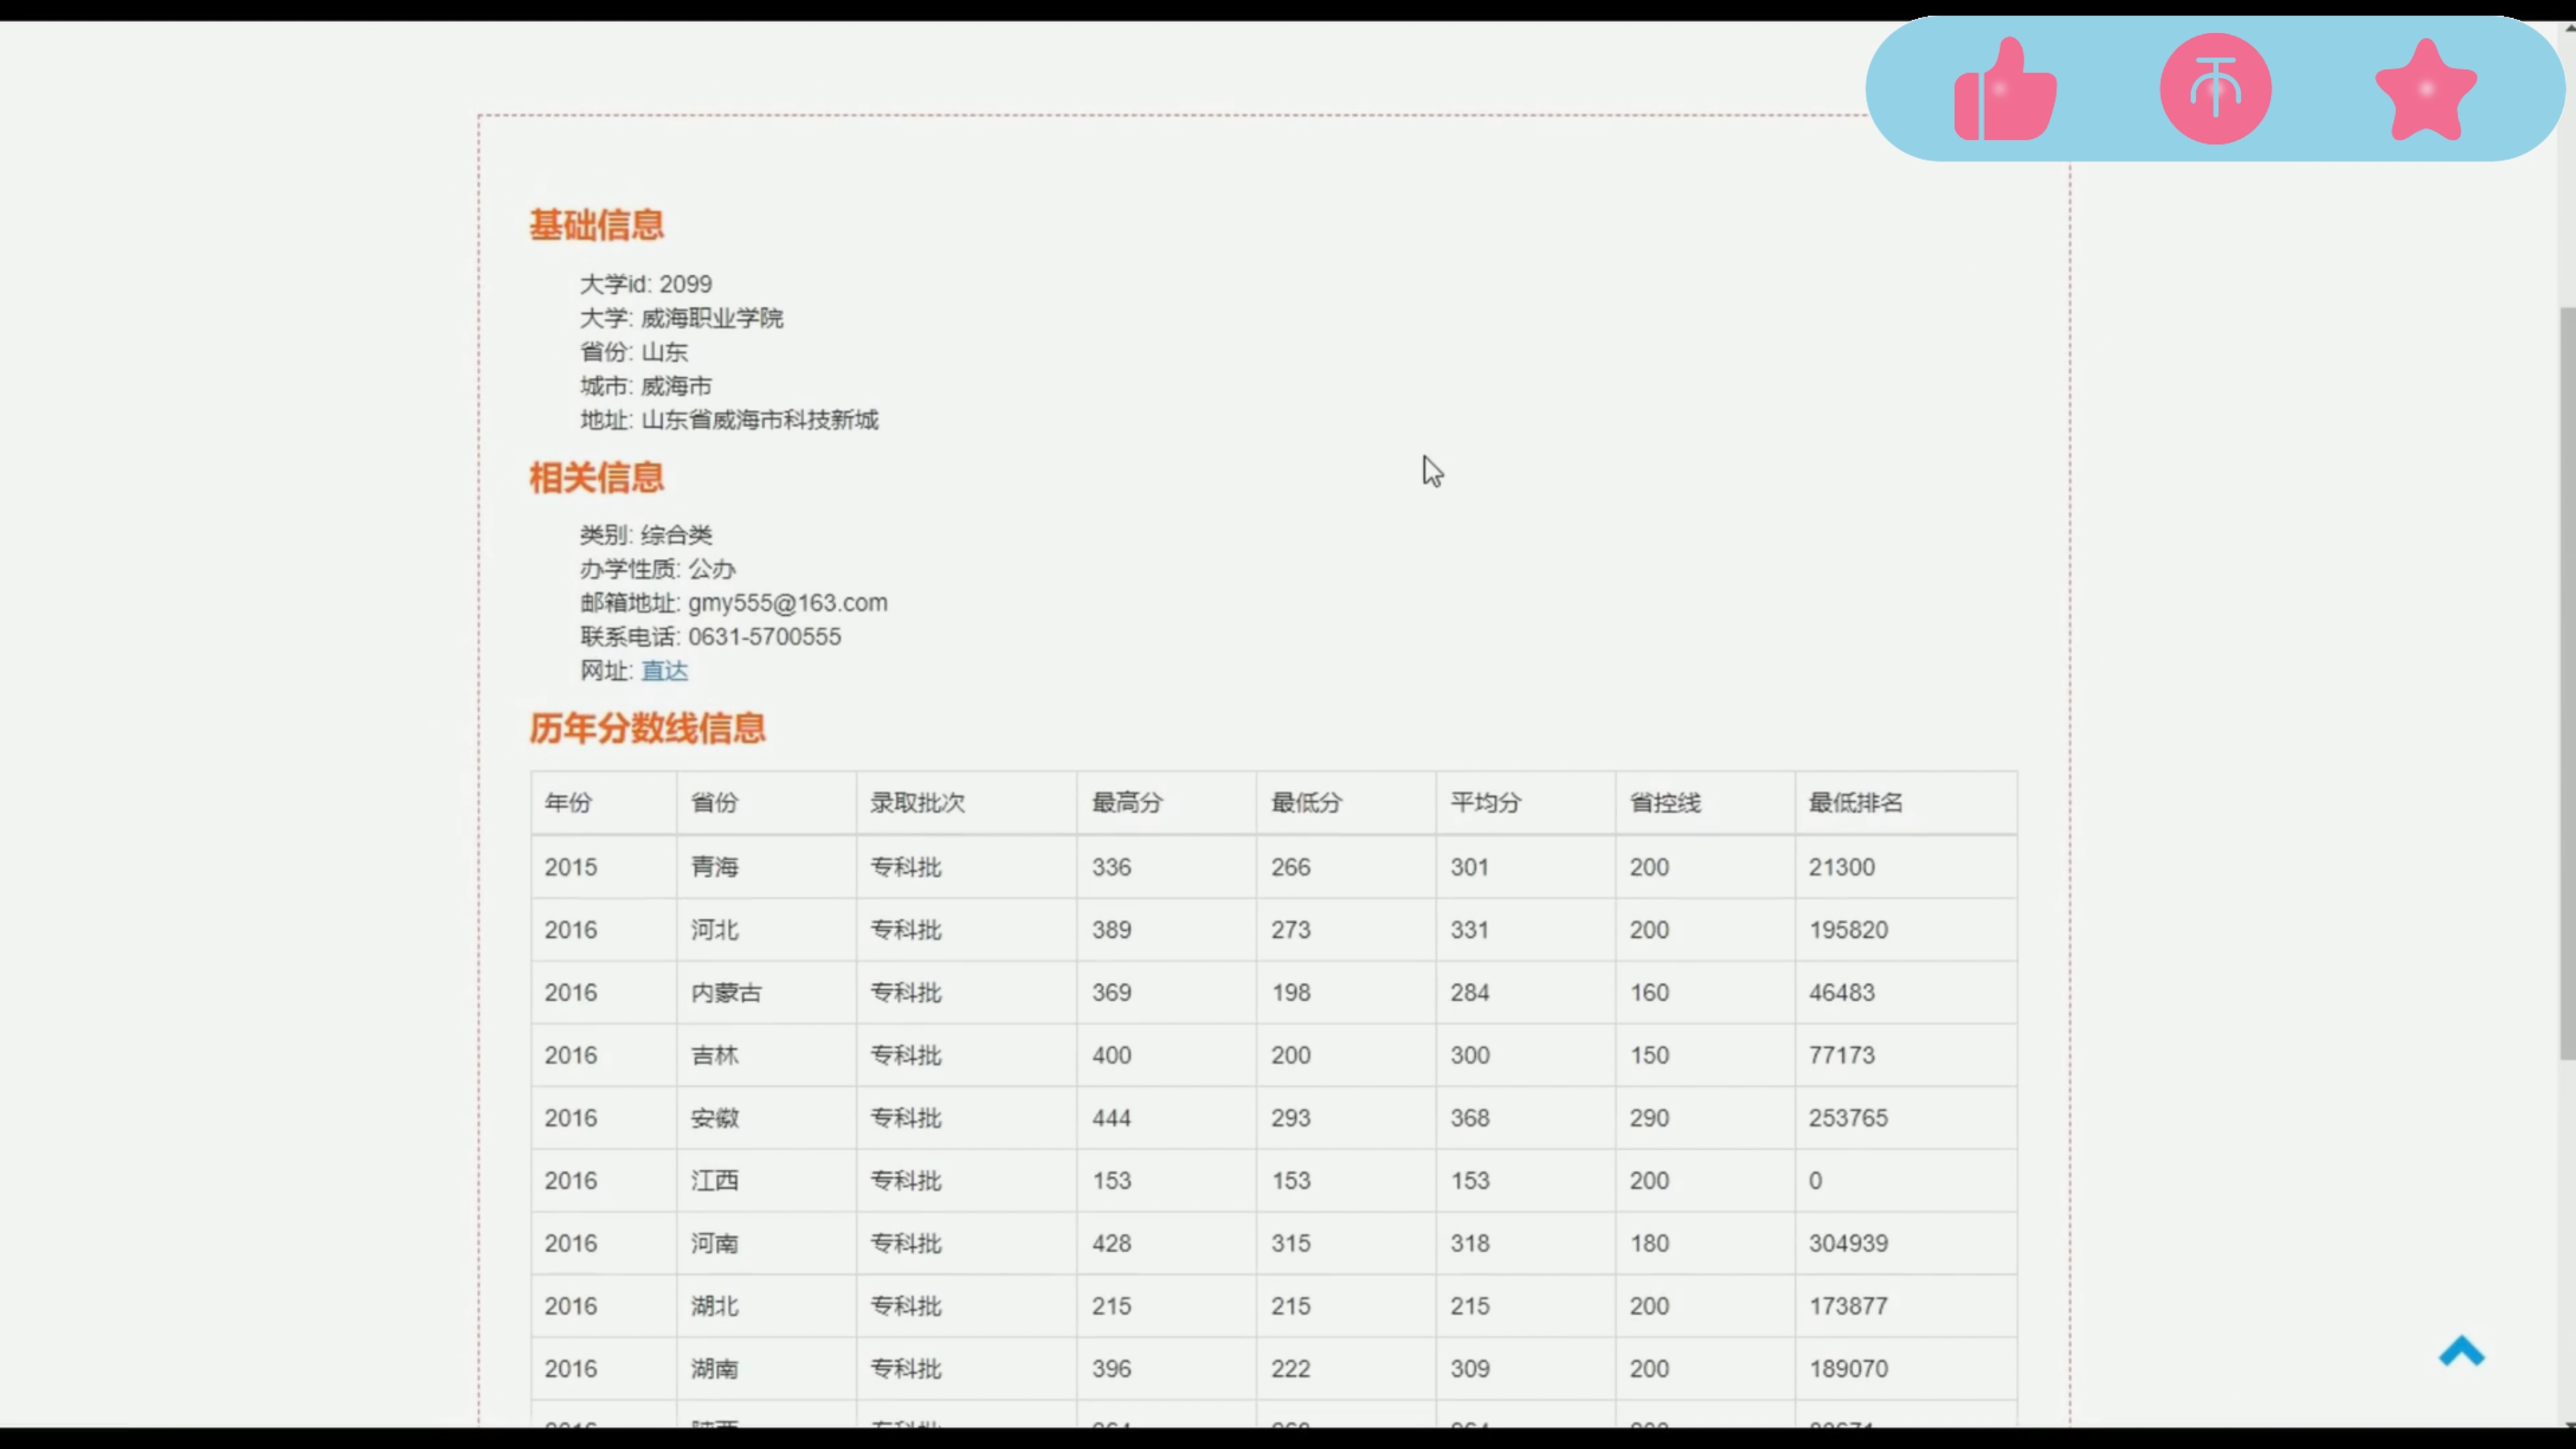 基础信息
大学id: 2099
大学: 威海职业学院
省份: 山东
城市: 威海市
地址: 山东省威海市科技新城
相关信息
类别: 综合类
办学性质: 公办
邮箱地址: gmy555@163.com
联系电话: 0631-5700555
网址: 直达
历年分数线信息
年份 省份 录取批次 最高分 最低分 平均分 省控线 最低排名
2015 青海 专科批 336 266 301 200 21300
2016 河北 专科批 389 273 331 200 195820
2016 内蒙古 专科批 369 198 284 160 46483
2016 吉林 专科批 400 200 300 150 77173
2016 安徽 专科批 444 293 368 290 253765
2016 江西 专科批 153 153 153 200 0
2016 河南 专科批 428 315 318 180 304939
2016 湖北 专科批 215 215 215 200 173877
2016 湖南 专科批 396 222 309 200 189070